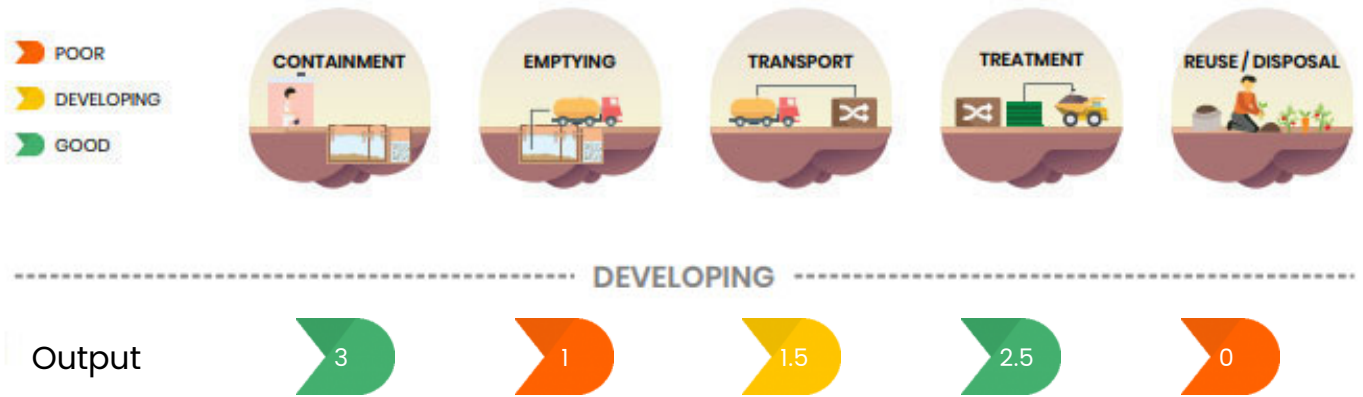 POOR
DEVELOPING
GOOD
CONTAINMENT
EMPTYING
TRANSPORT
TREATMENT
REUSE / DISPOSAL
DEVELOPING
Output
3
1
1.5
2.5
0